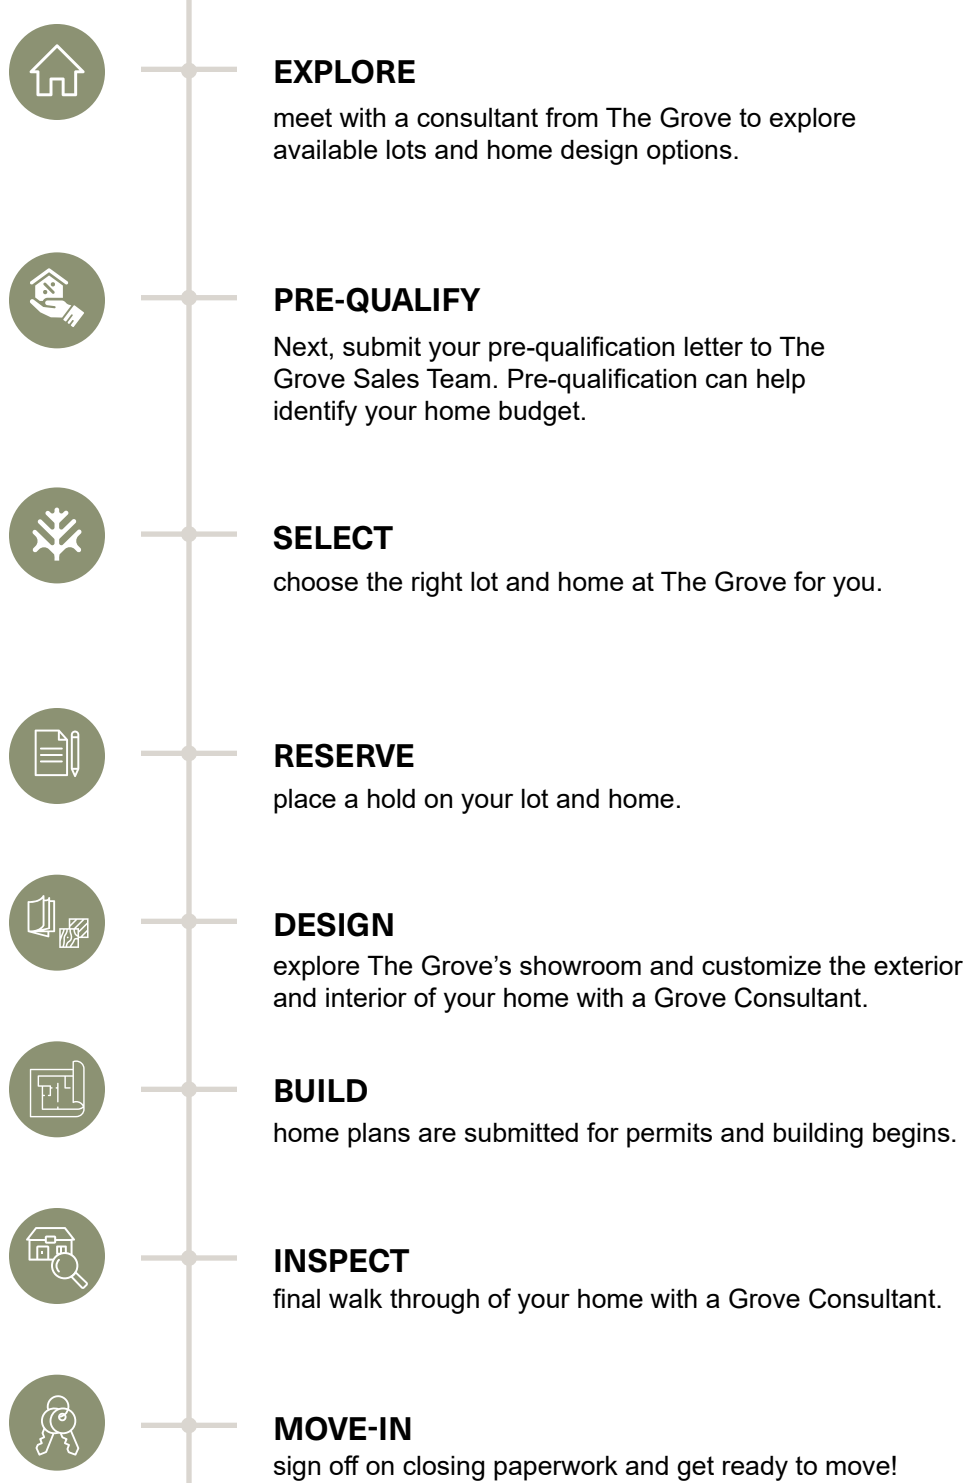 EXPLORE
meet with a consultant from The Grove to explore
available lots and home design options.
PRE-QUALIFY
Next, submit your pre-qualification letter to The
Grove Sales Team. Pre-qualification can help
identify your home budget.
SELECT
choose the right lot and home at The Grove for you.
RESERVE
place a hold on your lot and home.
DESIGN
explore The Grove’s showroom and customize the exterior
and interior of your home with a Grove Consultant.
BUILD
home plans are submitted for permits and building begins.
INSPECT
final walk through of your home with a Grove Consultant.
MOVE-IN
sign off on closing paperwork and get ready to move!